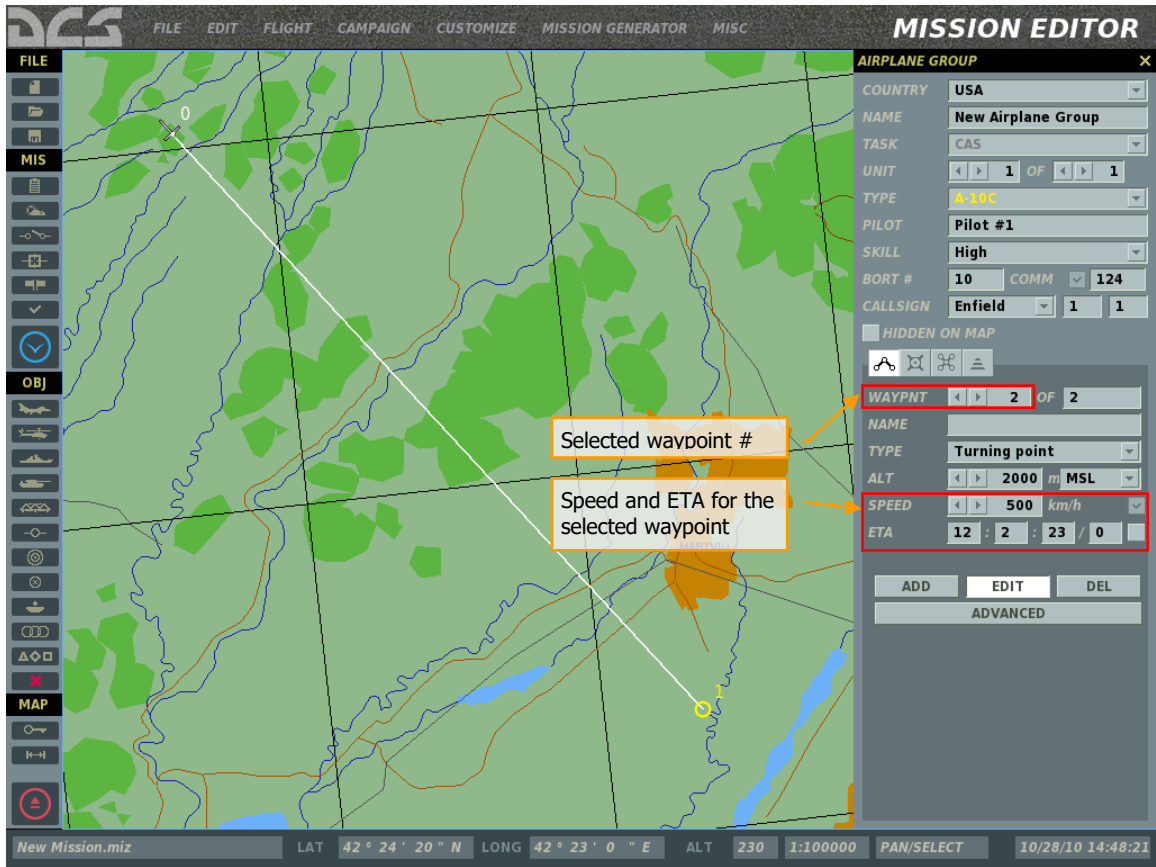 DCS
FILE EDIT FLIGHT CAMPAIGN CUSTOMIZE MISSION GENERATOR MISC
MISSION EDITOR
FILE
MIS
OBJ
MAP
0
1
Selected waypoint #
Speed and ETA for the
selected waypoint
MARTVILI
AIRPLANE GROUP X
COUNTRY USA
NAME New Airplane Group
TASK CAS
UNIT 1 OF 1
TYPE A-10C
PILOT Pilot #1
SKILL High
BORT # 10 COMM 124
CALLSIGN Enfield 1 1
HIDDEN ON MAP
WAYPNT 2 OF 2
NAME
TYPE Turning point
ALT 2000 m MSL
SPEED 500 km/h
ETA 12 : 2 : 23 / 0
ADD EDIT DEL
ADVANCED
New Mission.miz LAT 42 ° 24 ' 20 " N LONG 42 ° 23 ' 0 " E ALT 230 1:100000 PAN/SELECT 10/28/10 14:48:21